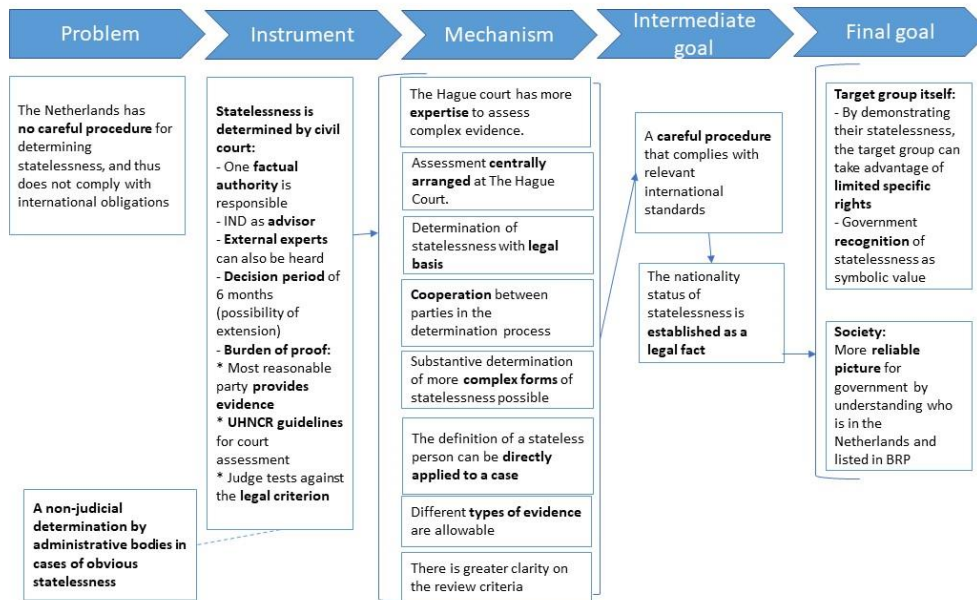 Problem
Instrument
Mechanism
Intermediate
goal
Final goal
The Netherlands has
no careful procedure for
determining
statelessness, and thus
does not comply with
international obligations
A non-judicial
determination by
administrative bodies in
cases of obvious
statelessness
Statelessness is
determined by civil
court:
- One factual
authority is
responsible
- IND as advisor
- External experts
can also be heard
- Decision period of
6 months
(possibility of
extension)
- Burden of proof:
* Most reasonable
party provides
evidence
* UHNCR guidelines
for court
assessment
* Judge tests against
the legal criterion
The Hague court has more
expertise to assess
complex evidence.
Assessment centrally
arranged at The Hague
Court.
Determination of
statelessness with legal
basis
Cooperation between
parties in the
determination process
Substantive determination
of more complex forms of
statelessness possible
The definition of a stateless
person can be directly
applied to a case
Different types of evidence
are allowable
There is greater clarity on
the review criteria
A careful procedure
that complies with
relevant
international
standards
The nationality
status of
statelessness is
established as a
legal fact
Target group itself:
- By demonstrating
their statelessness,
the target group can
take advantage of
limited specific
rights
- Government
recognition of
statelessness as
symbolic value
Society:
More reliable
picture for
government by
understanding who
is in the
Netherlands and
listed in BRP